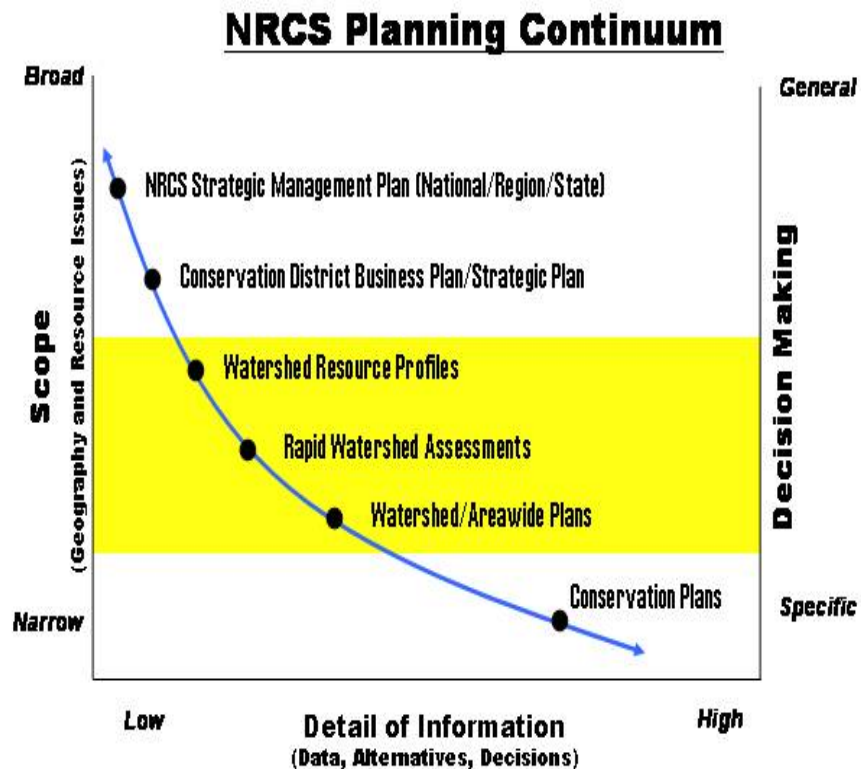 NRCS Planning Continuum
Broad
General
NRCS Strategic Management Plan (National/Region/State)
Conservation District Business Plan/Strategic Plan
Scope
(Geography and Resource Issues)
Decision Making
Watershed Resource Profiles
Rapid Watershed Assessments
Watershed/Areawide Plans
Conservation Plans
Narrow
Specific
Low
Detail of Information
(Data, Alternatives, Decisions)
High